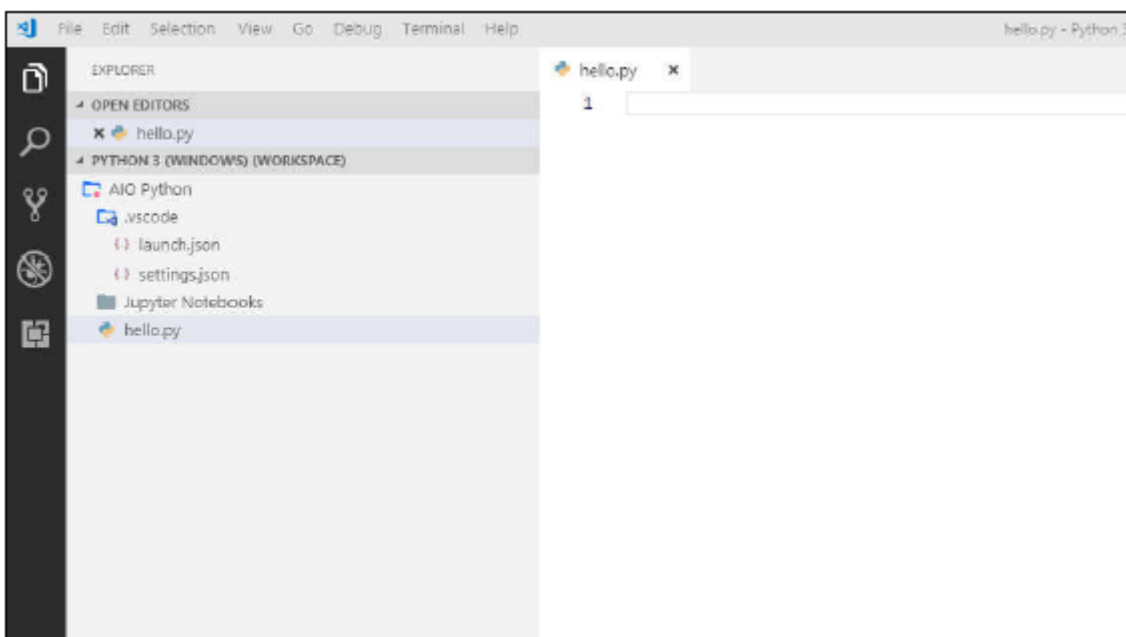 File Edit Selection View Go Debug Terminal Help
hello.py - Python 3
EXPLORER
OPEN EDITORS
hello.py
PYTHON 3 (WINDOWS) (WORKSPACE)
AIO Python
.vscode
{ } launch.json
{ } settings.json
Jupyter Notebooks
hello.py
hello.py
1